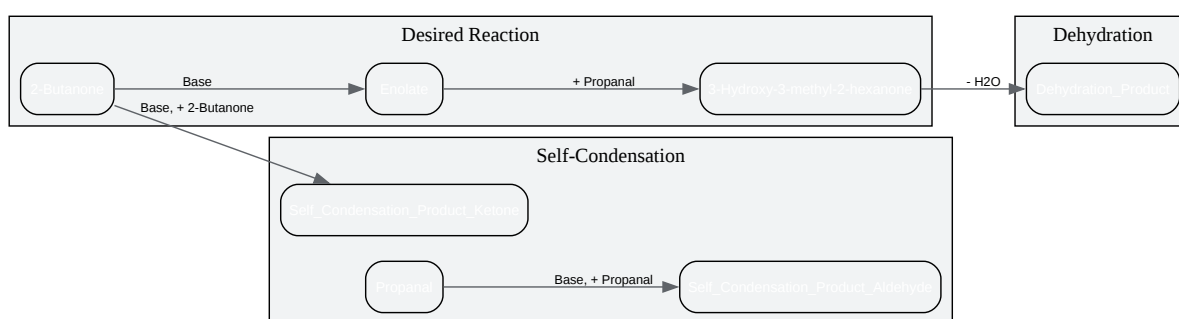 Desired Reaction
Dehydration
2-Butanone
Base
Enolate
+ Propanal
3-Hydroxy-3-methyl-2-hexanone
- H2O
Dehydration_Product
Base, + 2-Butanone
Self-Condensation
Self_Condensation_Product_Ketone
Propanal
Base, + Propanal
Self_Condensation_Product_Aldehyde